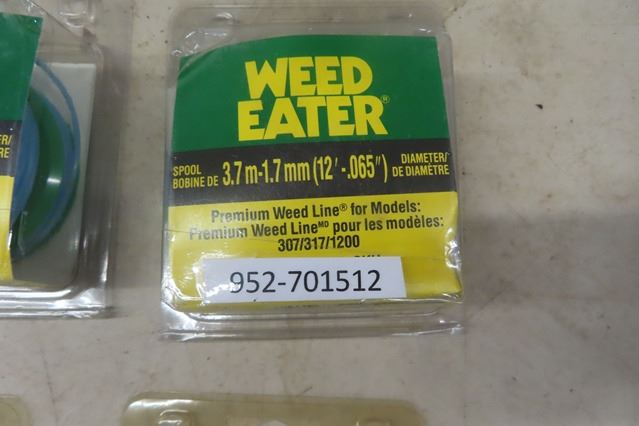 WEED
EATER®
SPOOL
BOBINE DE
3.7 m-1.7 mm (12'-.065")
DIAMETER/
DE DIAMÈTRE
Premium Weed Line® for Models:
Premium Weed Line MD pour les modèles:
307/317/1200
952-701512